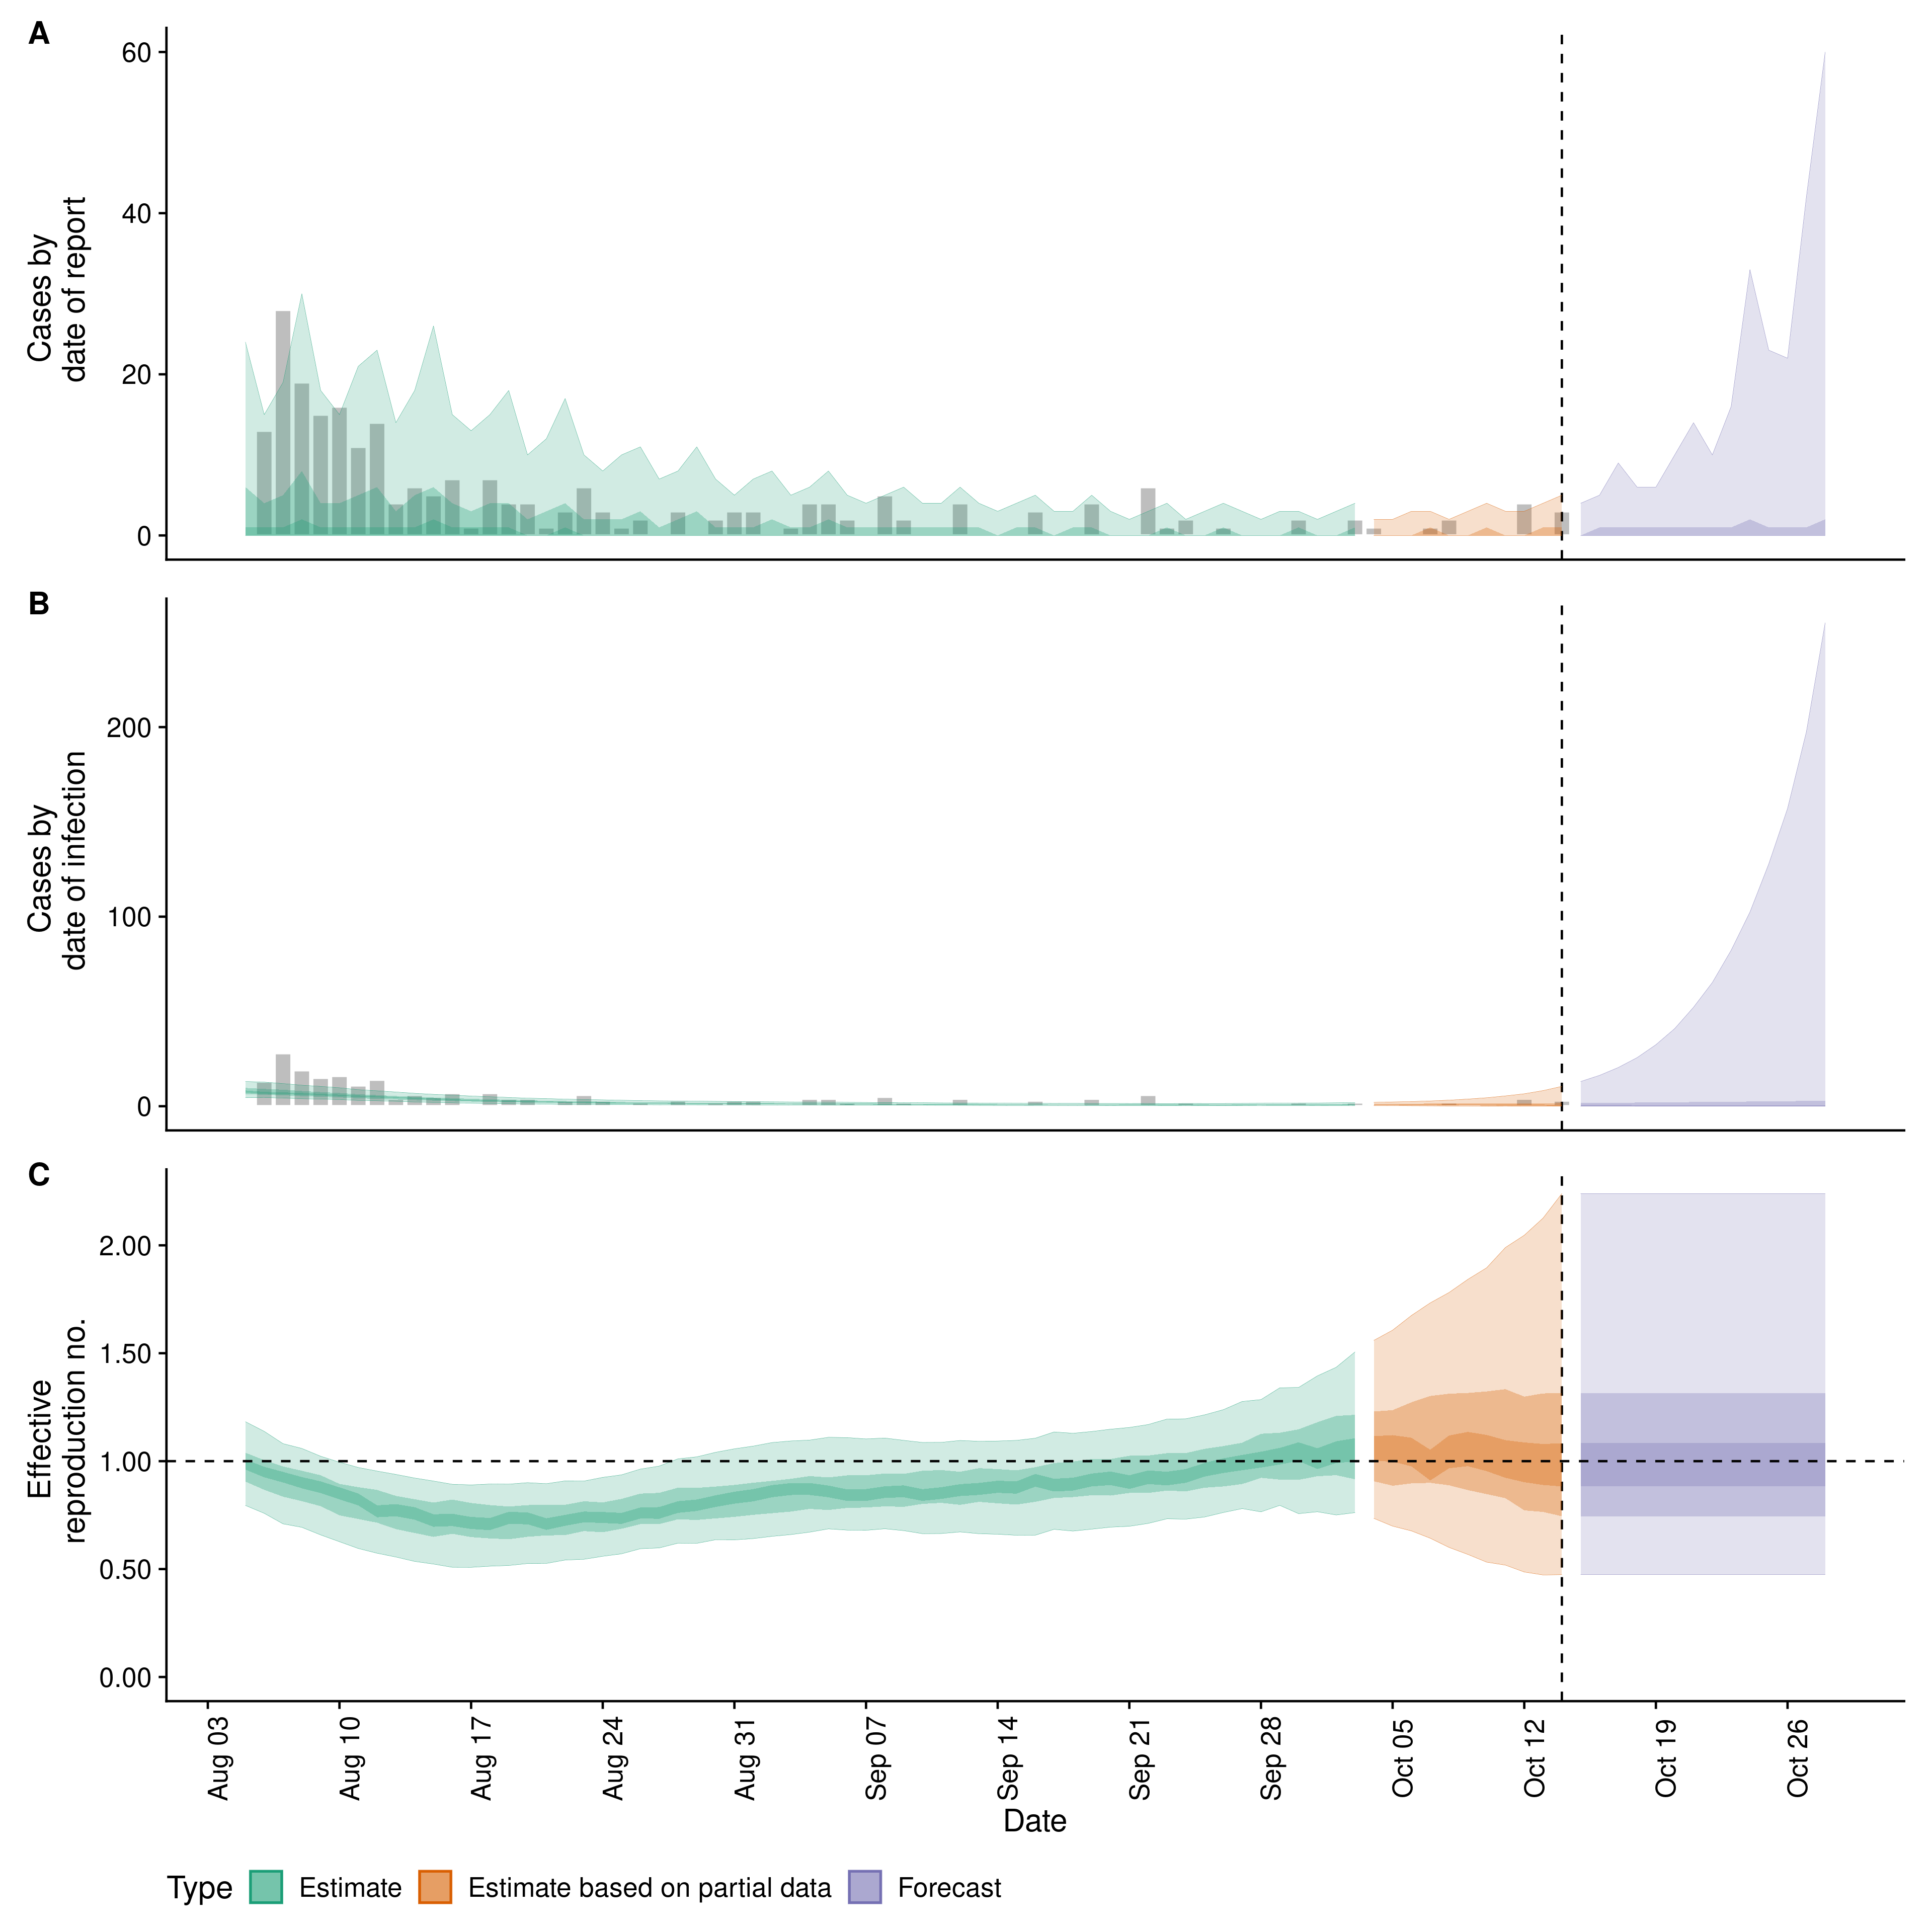 A
Cases by
date of report
60
40
20
0
B
Cases by
date of infection
200
100
0
C
Effective
reproduction no.
2.00
1.50
1.00
0.50
0.00
Aug 03
Aug 10
Aug 17
Aug 24
Aug 31
Sep 07
Sep 14
Sep 21
Sep 28
Oct 05
Oct 12
Oct 19
Oct 26
Date
Type Estimate Estimate based on partial data Forecast